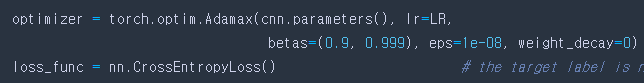 optimizer = torch.optim.Adamax(cnn.parameters(), lr=LR,
betas=(0.9, 0.999), eps=1e-08, weight_decay=0)
loss_func = nn.CrossEntropyLoss() # the target label is